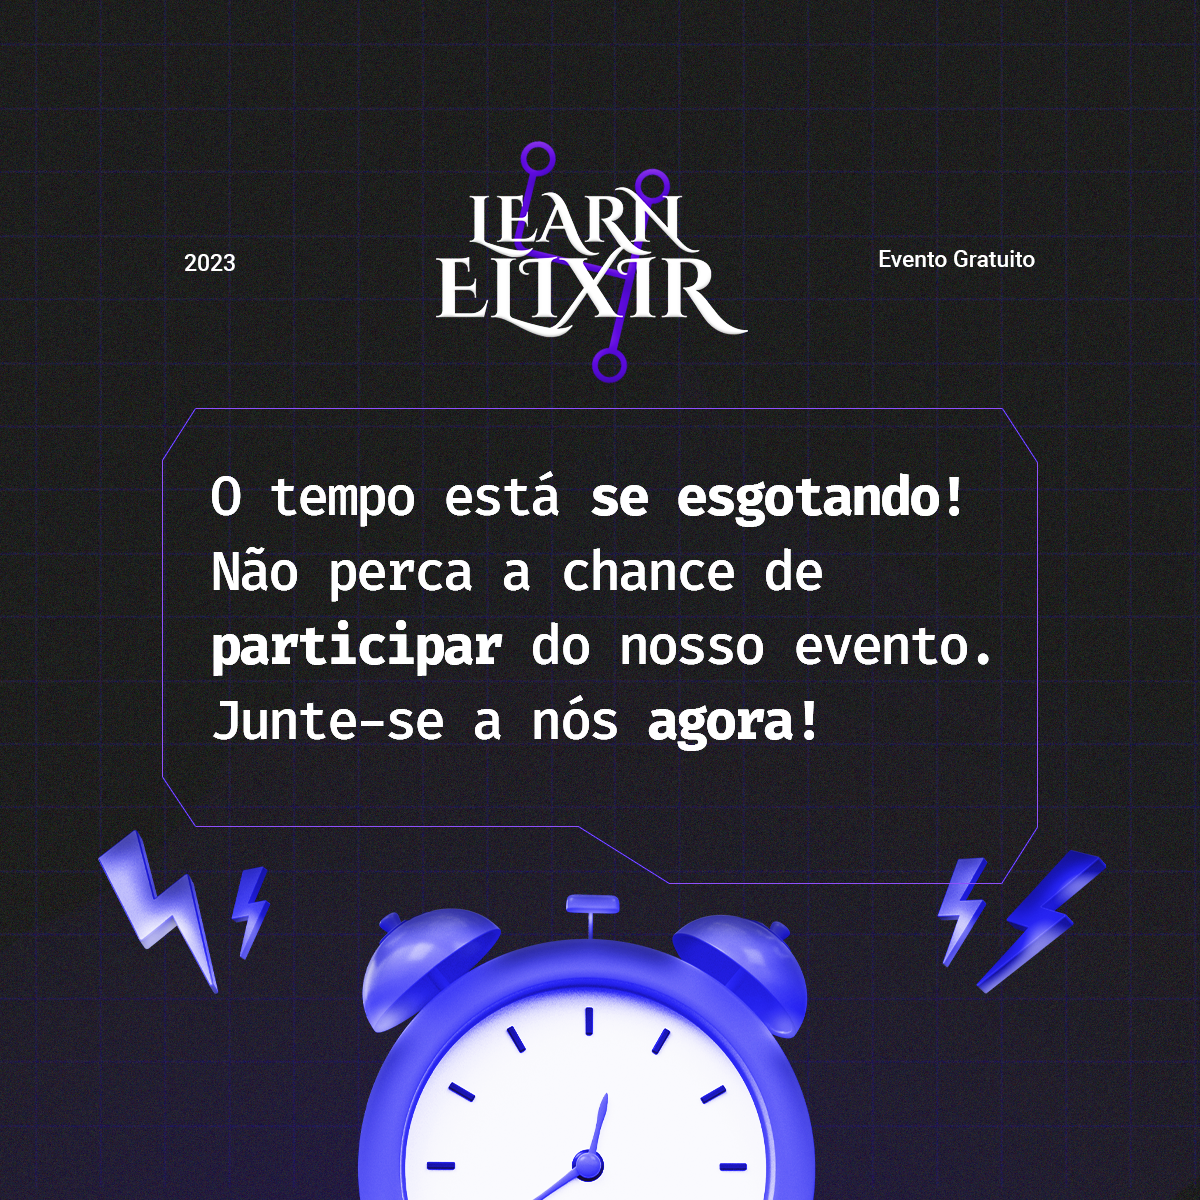 LEARN
ELIXIR
2023
Evento Gratuito
O tempo está se esgotando!
Não perca a chance de
participar do nosso evento.
Junte-se a nós agora!